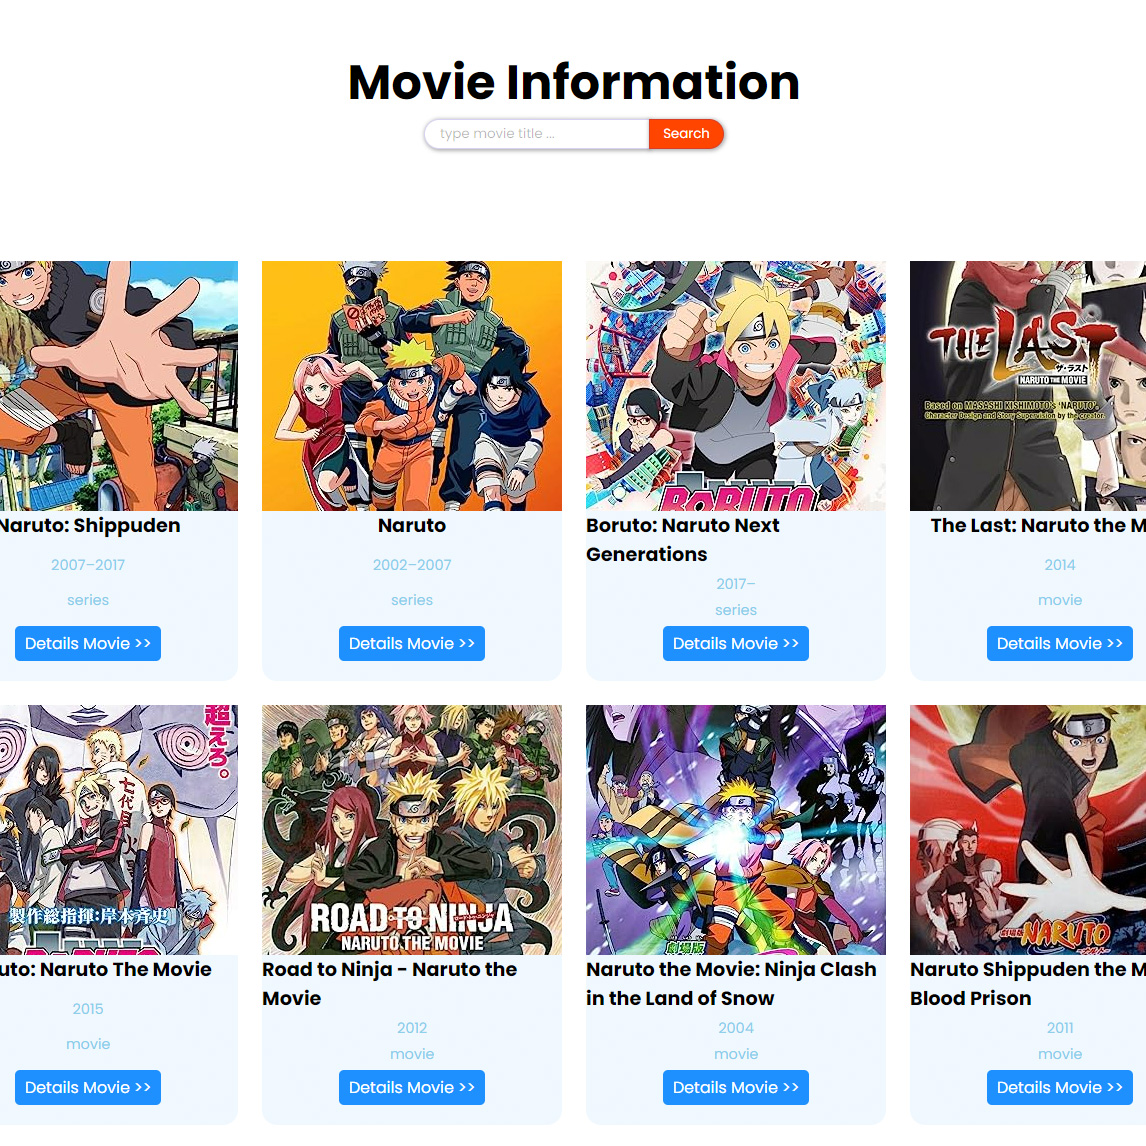 Movie Information
type movie title ...
Search
THE LAST
ザ・ラスト
NARUTO THE MOVIE
Based on MASASHI KISHIMOTO's "NARUTO".
Character Design and Story Supervision by the creator.
BORUTO
Naruto: Shippuden
Naruto
Boruto: Naruto Next
Generations
The Last: Naruto the M
2007–2017
2002–2007
2017–
2014
series
series
series
movie
Details Movie >>
Details Movie >>
Details Movie >>
Details Movie >>
超えろ。
七代目火
製作総指揮:岸本斉史
ROAD TO NINJA
NARUTO THE MOVIE
劇場版
劇場版
NARUTO
uto: Naruto The Movie
Road to Ninja - Naruto the
Movie
Naruto the Movie: Ninja Clash
in the Land of Snow
Naruto Shippuden the M
Blood Prison
2015
2012
2004
2011
movie
movie
movie
movie
Details Movie >>
Details Movie >>
Details Movie >>
Details Movie >>